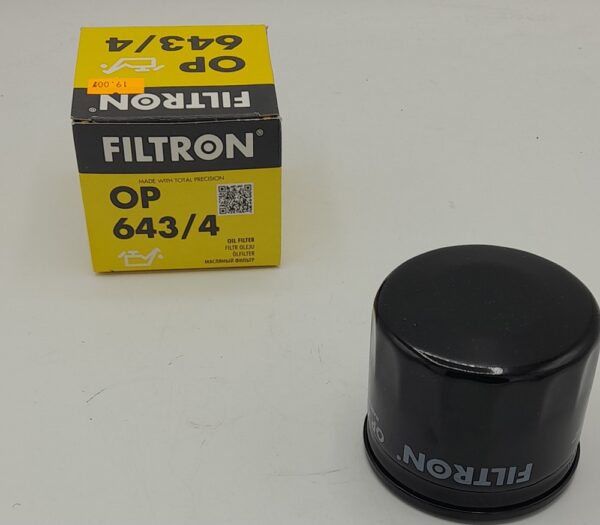 OP
643/4
19.00
FILTRON®
FILTRON®
MADE WITH TOTAL PRECISION
OP
643/4
OIL FILTER
FILTR OLEJU
ÖLFILTER
МАСЛЯНЫЙ ФИЛЬТР
FILTRON®
OP